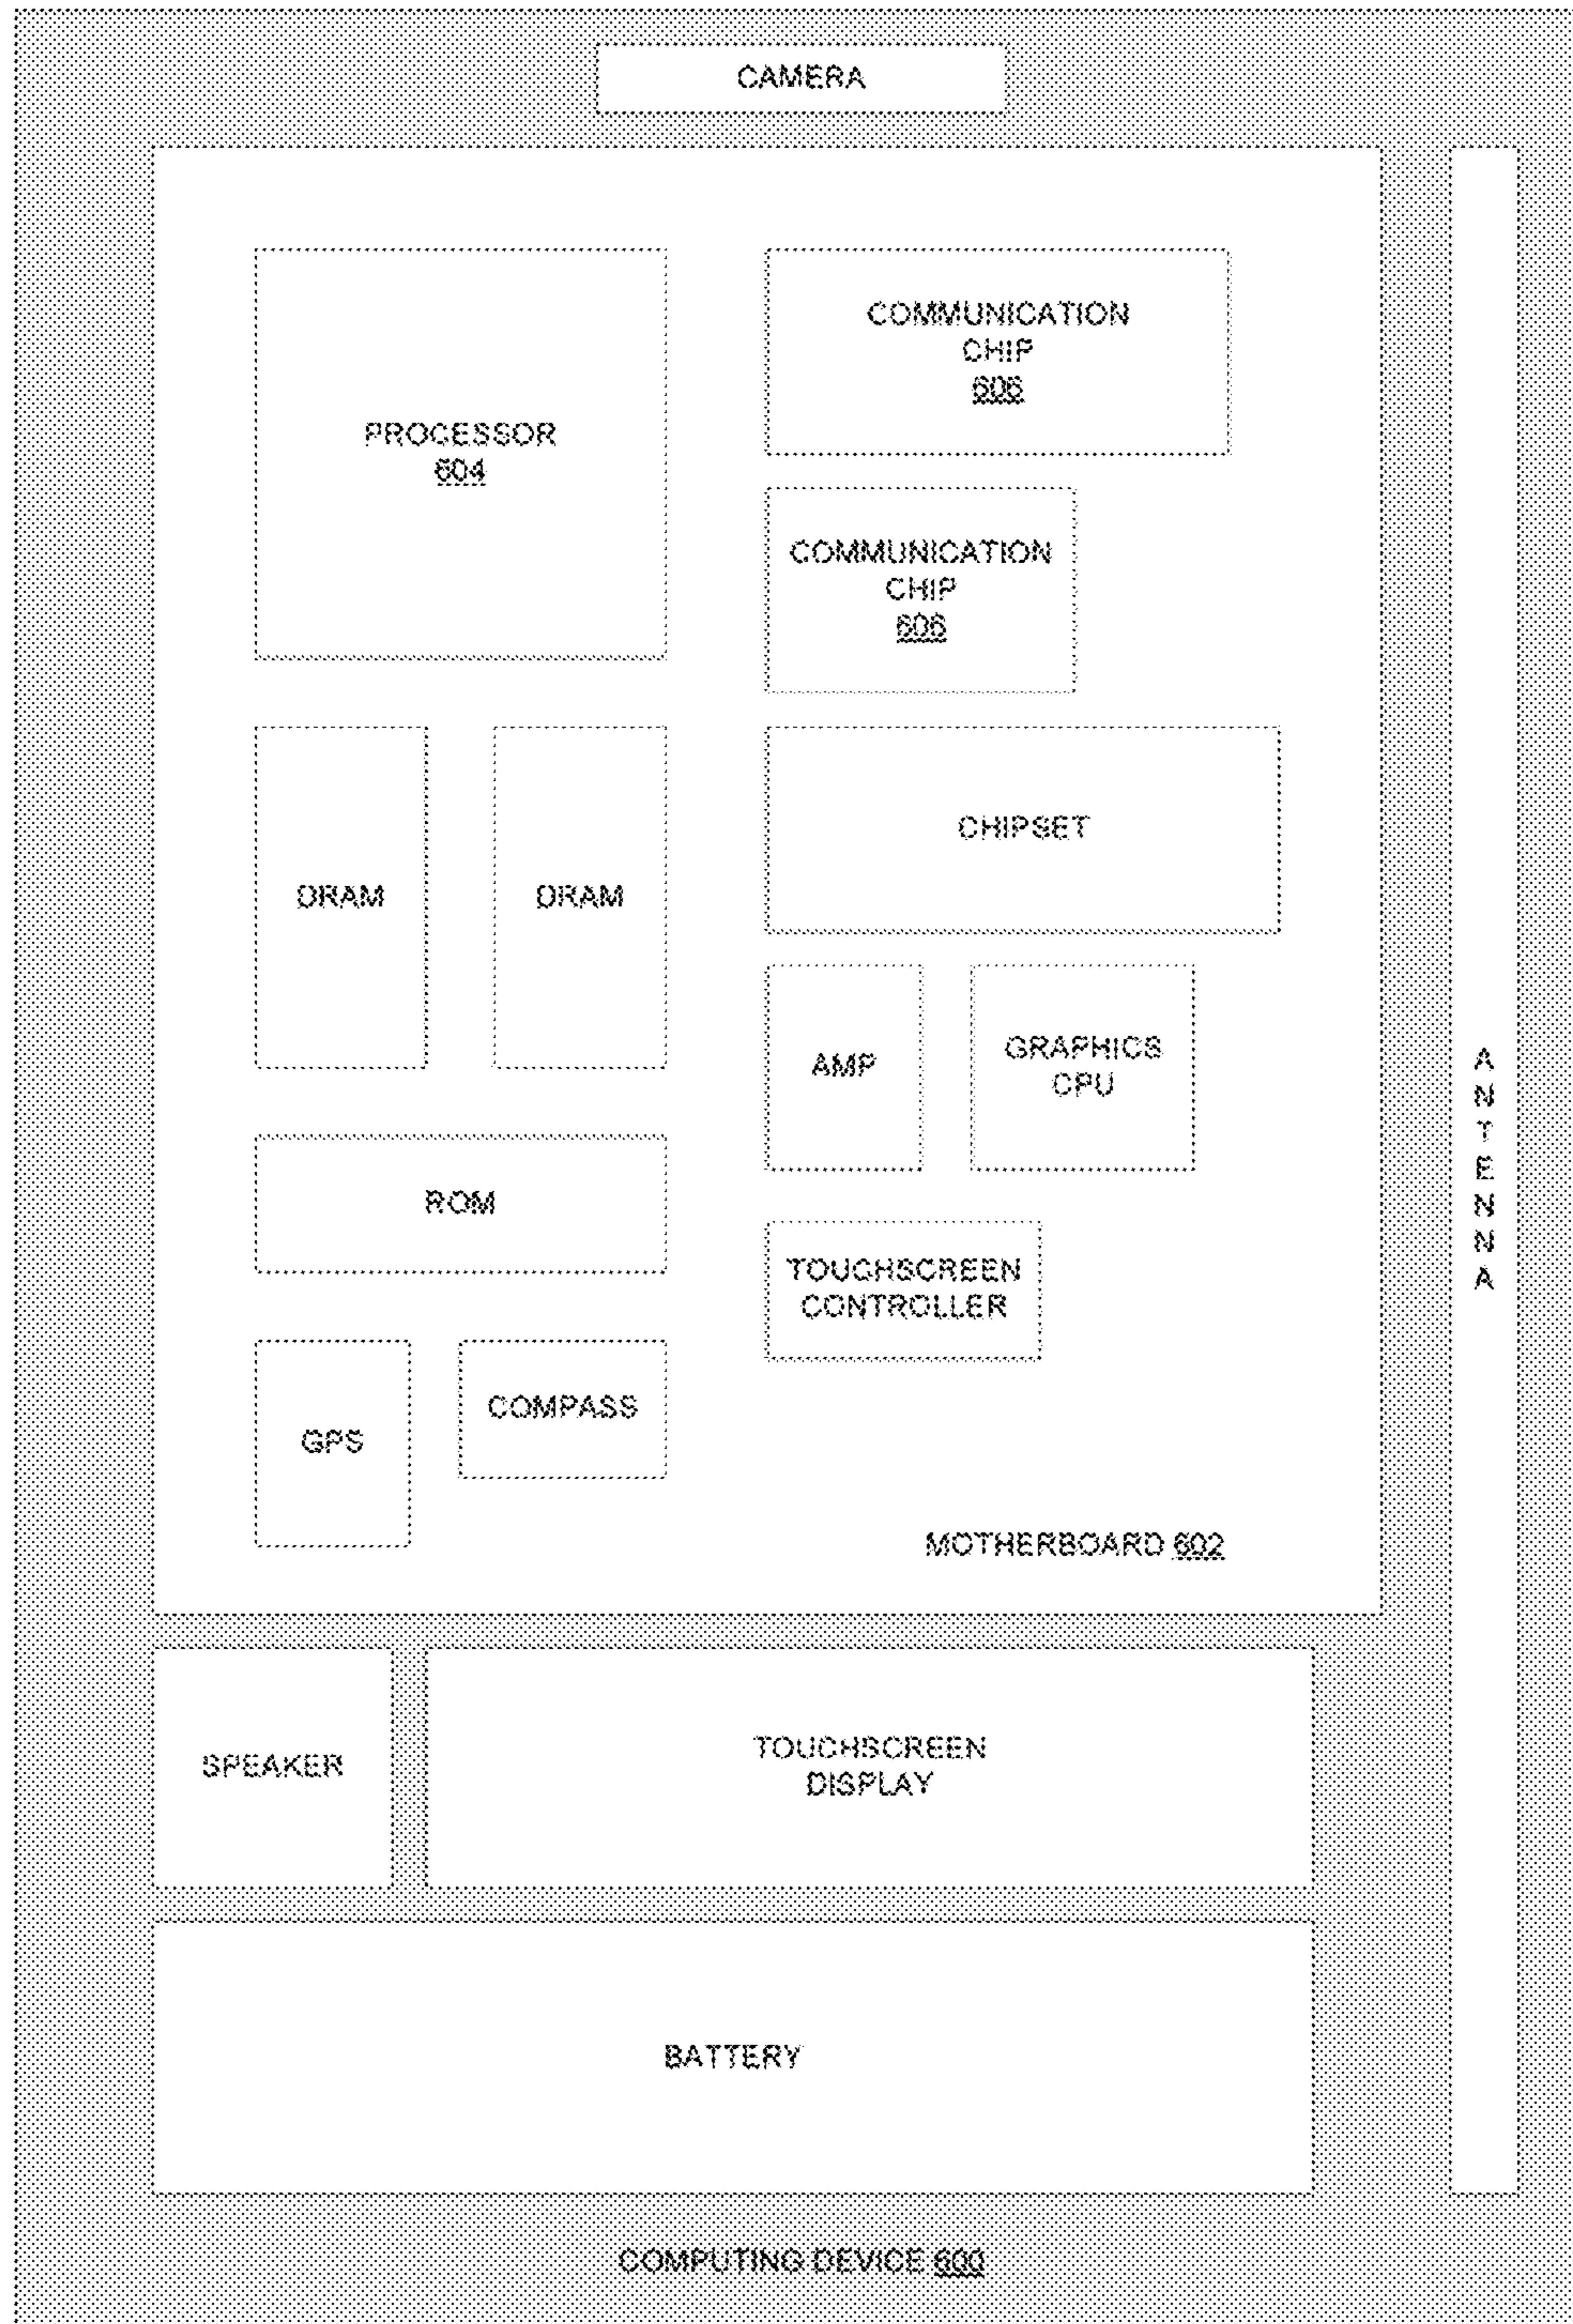 CAMERA
PROCESSOR
604
COMMUNICATION
CHIP
606
COMMUNICATION
CHIP
606
DRAM
DRAM
CHIPSET
AMP
GRAPHICS
CPU
ROM
TOUCHSCREEN
CONTROLLER
GPS
COMPASS
MOTHERBOARD 602
A
N
T
E
N
N
A
SPEAKER
TOUCHSCREEN
DISPLAY
BATTERY
COMPUTING DEVICE 600